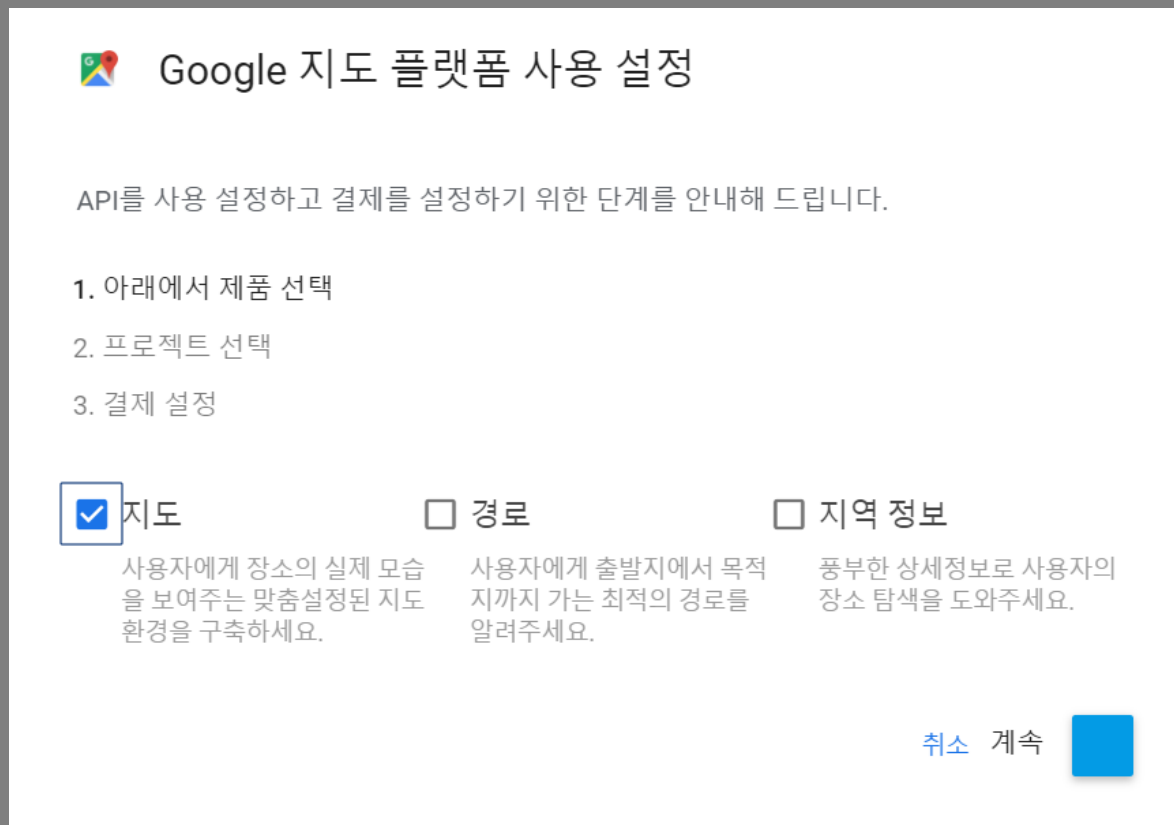 Google 지도 플랫폼 사용 설정
API를 사용 설정하고 결제를 설정하기 위한 단계를 안내해 드립니다.
1. 아래에서 제품 선택
2. 프로젝트 선택
3. 결제 설정
지도
사용자에게 장소의 실제 모습
을 보여주는 맞춤설정된 지도
환경을 구축하세요.
경로
사용자에게 출발지에서 목적
지까지 가는 최적의 경로를
알려주세요.
지역 정보
풍부한 상세정보로 사용자의
장소 탐색을 도와주세요.
취소 계속